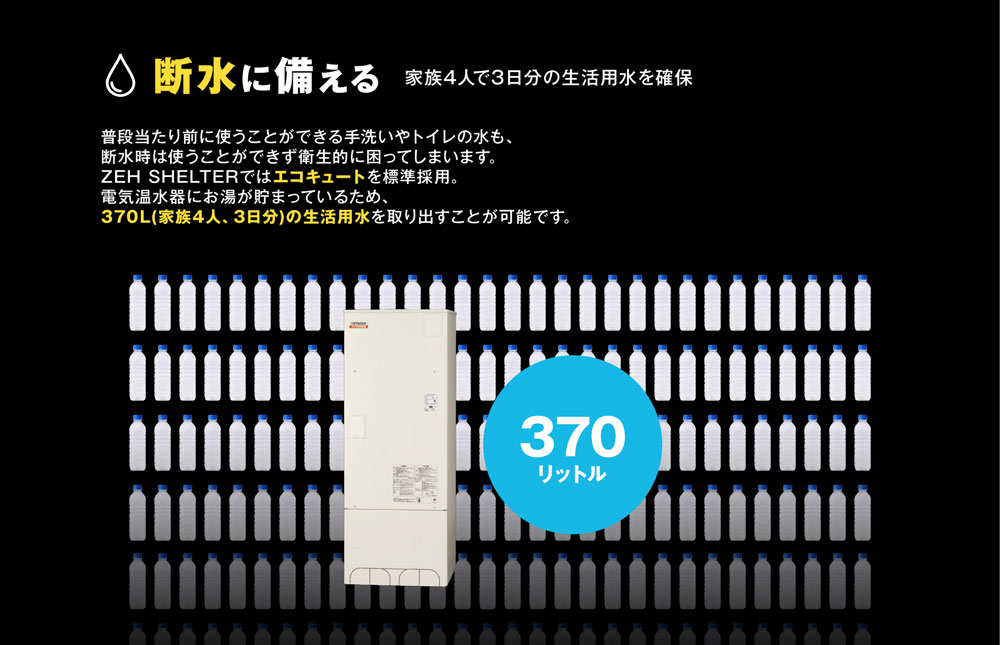 断水に備える 家族4人で3日分の生活用水を確保
普段当たり前に使うことができる手洗いやトイレの水も、
断水時は使うことができず衛生的に困ってしまいます。
ZEH SHELTERではエコキュートを標準採用。
電気温水器にお湯が貯まっているため、
370L(家族4人、3日分)の生活用水を取り出すことが可能です。
HITACHI
370
リットル